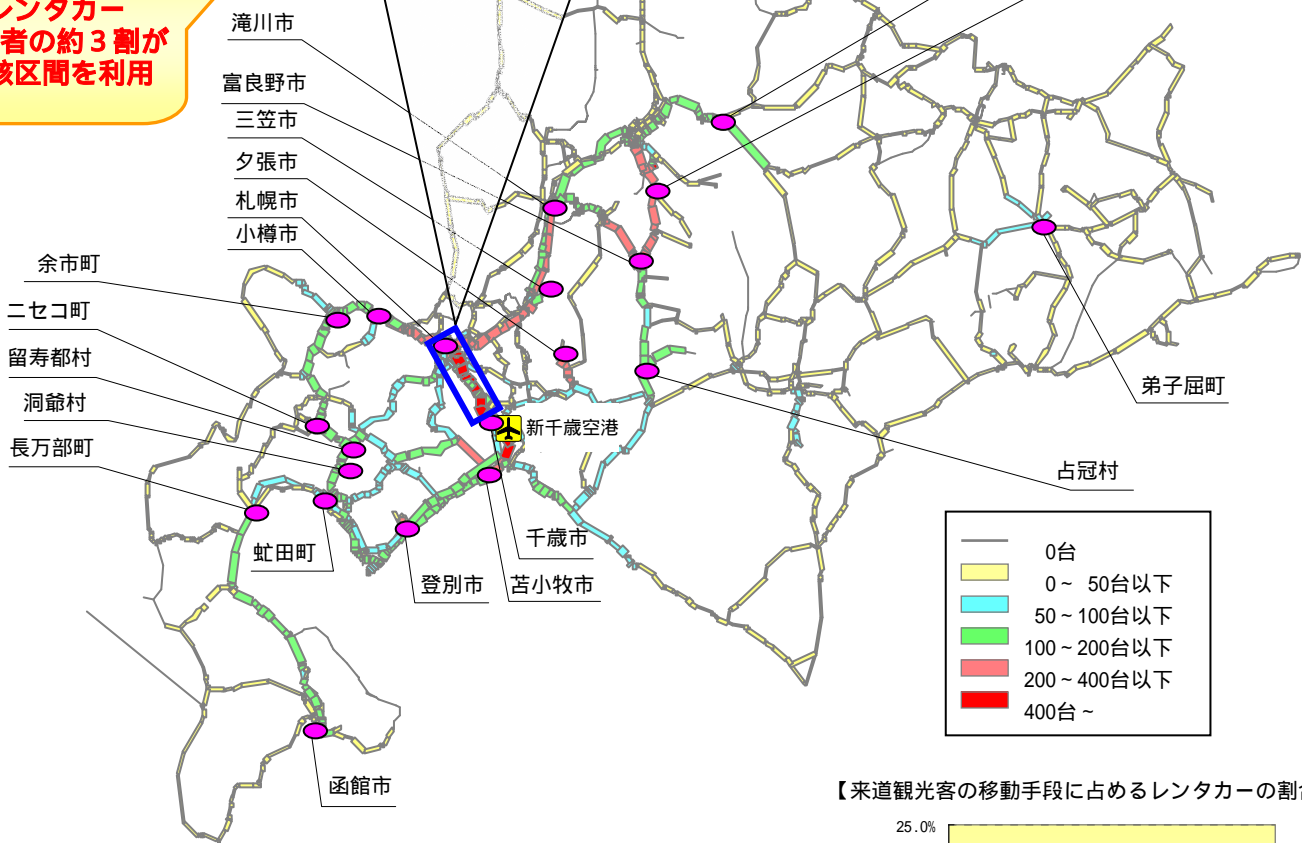 レンタカー
者の約３割が
該区間を利用
滝川市
富良野市
三笠市
夕張市
札幌市
小樽市
余市町
ニセコ町
留寿都村
洞爺村
長万部町
虻田町
登別市
苫小牧市
千歳市
新千歳空港
函館市
弟子屈町
占冠村
0台
0～ 50台以下
50～100台以下
100～200台以下
200～400台以下
400台～
【来道観光客の移動手段に占めるレンタカーの割合
25.0%